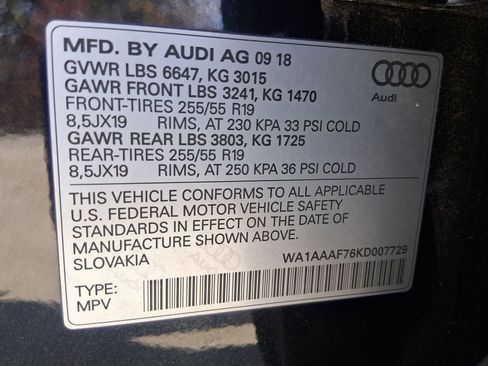 MFD. BY AUDI AG 09 18
GVWR LBS 6647, KG 3015
GAWR FRONT LBS 3241, KG 1470
FRONT-TIRES 255/55 R19
8,5JX19 RIMS, AT 230 KPA 33 PSI COLD
GAWR REAR LBS 3803, KG 1725
REAR-TIRES 255/55 R19
8,5JX19 RIMS, AT 250 KPA 36 PSI COLD
Audi
THIS VEHICLE CONFORMS TO ALL APPLICABLE
U.S. FEDERAL MOTOR VEHICLE SAFETY
STANDARDS IN EFFECT ON THE DATE OF
MANUFACTURE SHOWN ABOVE.
SLOVAKIA WA1AAAF76KD007729
TYPE:
MPV